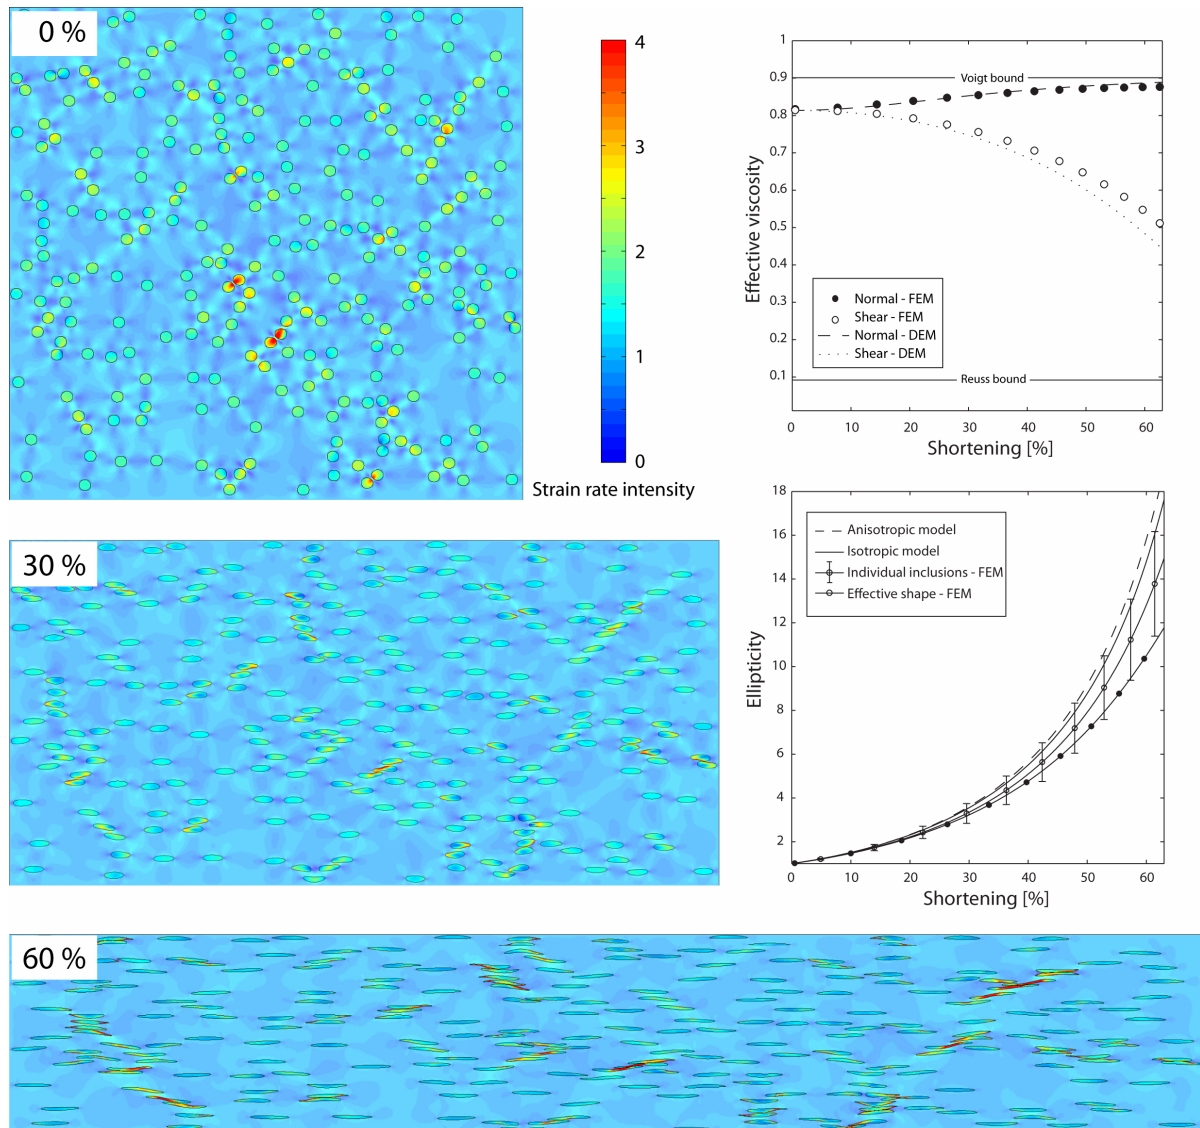 0 %
4
3
2
1
0
Strain rate intensity
1
0.9
0.8
0.7
0.6
0.5
0.4
0.3
0.2
0.1
Effective viscosity
Voigt bound
Normal - FEM
Shear - FEM
Normal - DEM
Shear - DEM
Reuss bound
0 10 20 30 40 50 60
Shortening [%]
30 %
18
16
14
12
10
8
6
4
2
Ellipticity
Anisotropic model
Isotropic model
Individual inclusions - FEM
Effective shape - FEM
0 10 20 30 40 50 60
Shortening [%]
60 %